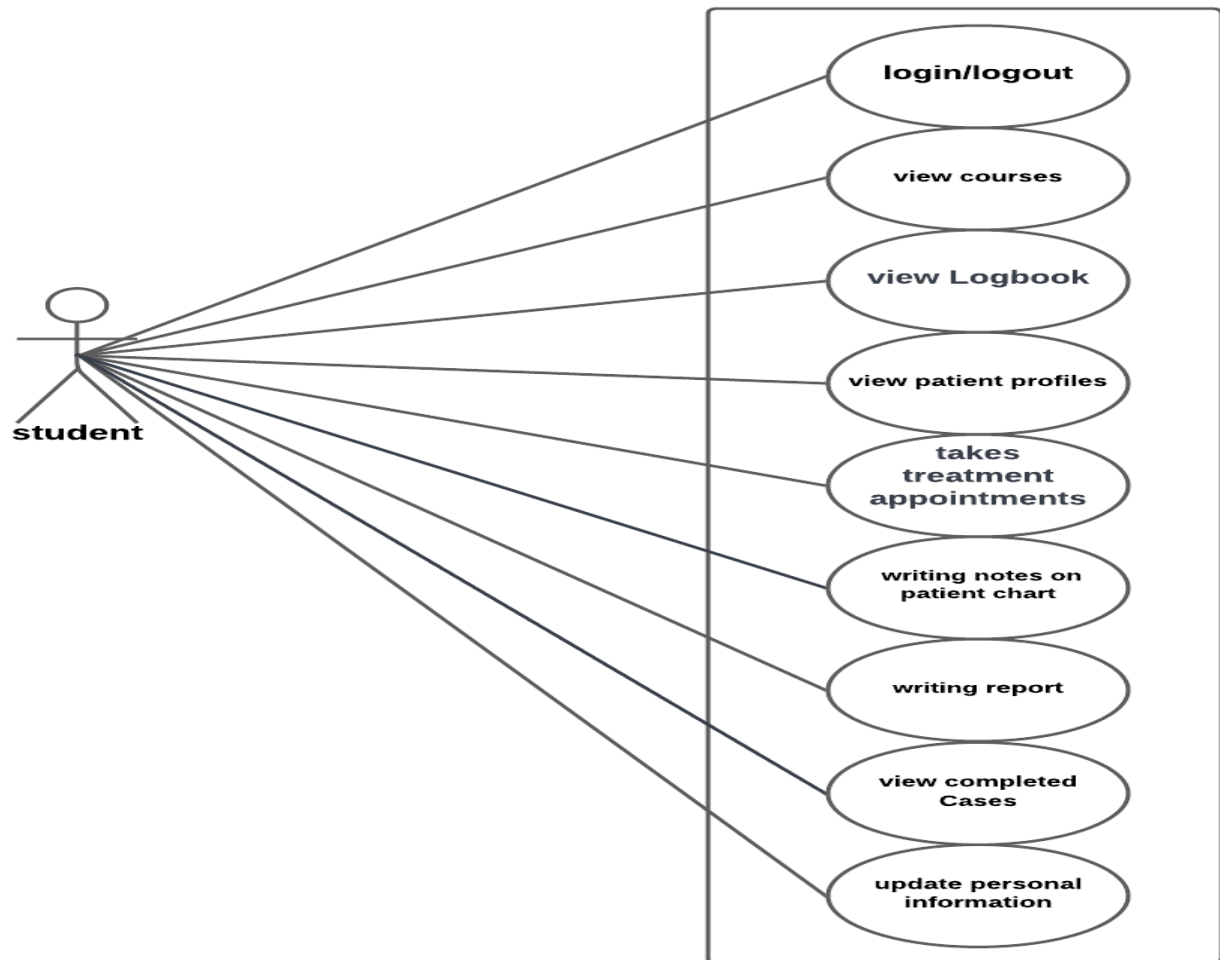 login/logout
view courses
view Logbook
view patient profiles
takes
treatment
appointments
writing notes on
patient chart
writing report
view completed
Cases
update personal
information
student